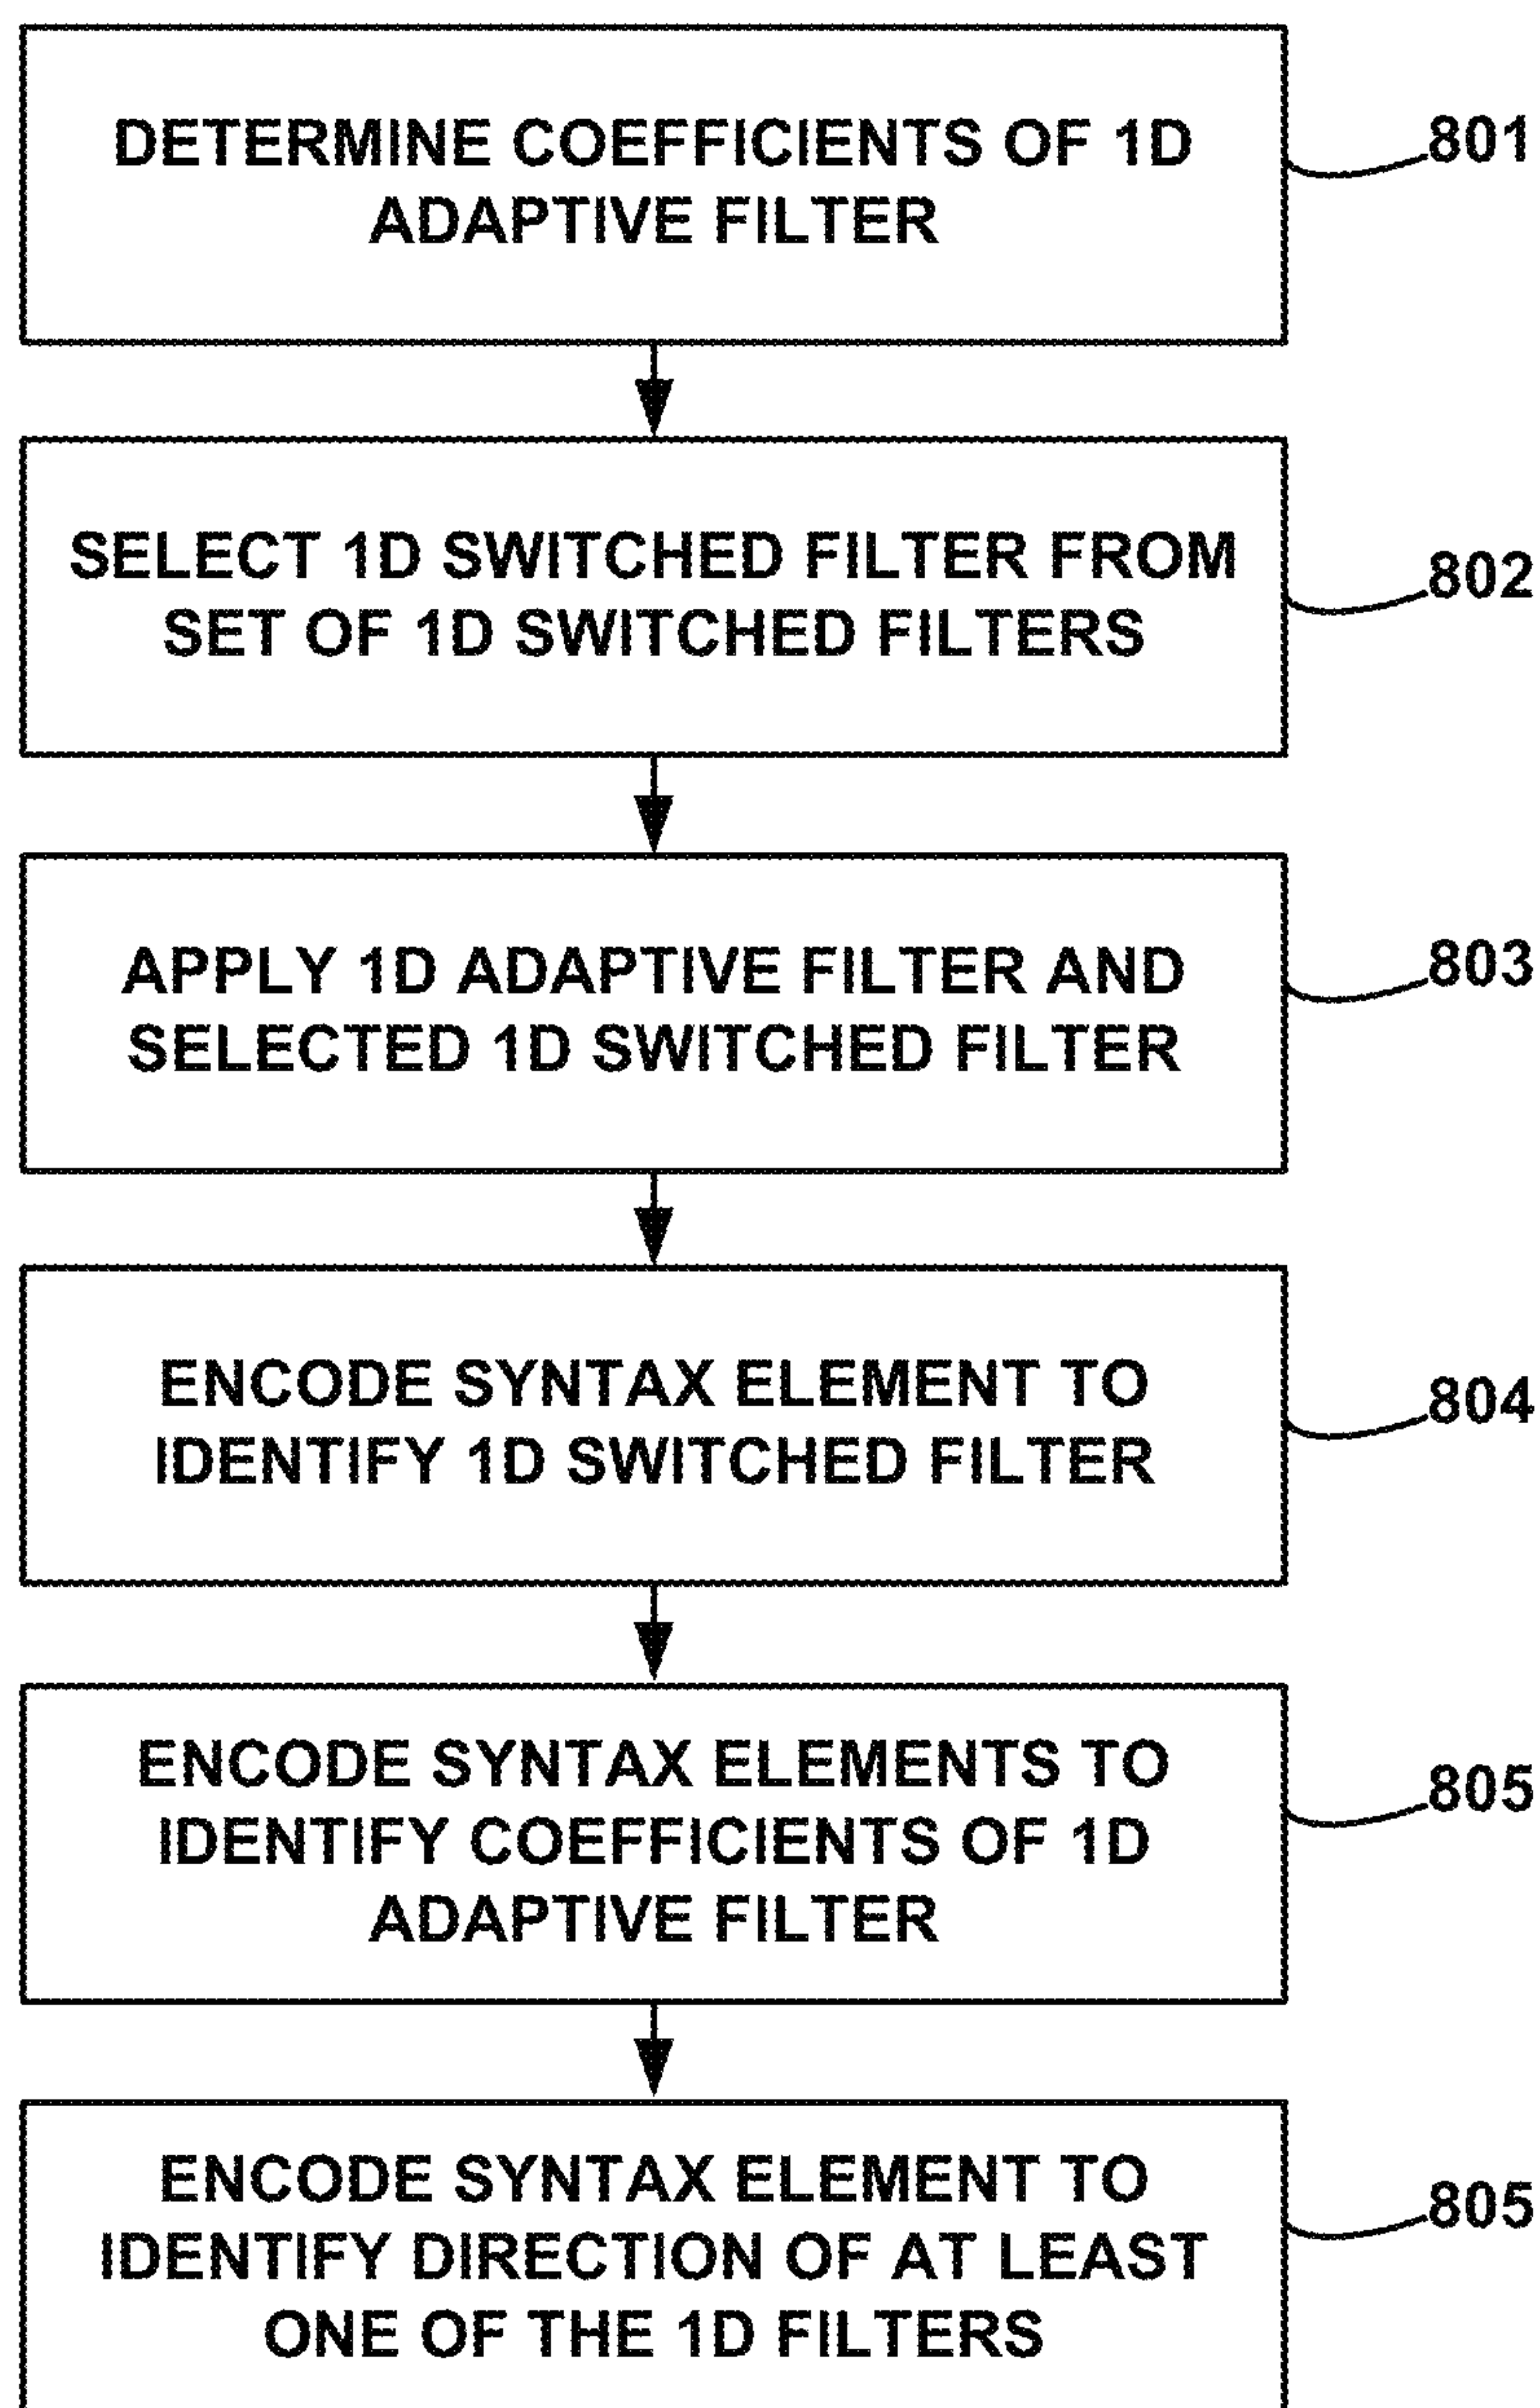 DETERMINE COEFFICIENTS OF 1D
ADAPTIVE FILTER
801
SELECT 1D SWITCHED FILTER FROM
SET OF 1D SWITCHED FILTERS
802
APPLY 1D ADAPTIVE FILTER AND
SELECTED 1D SWITCHED FILTER
803
ENCODE SYNTAX ELEMENT TO
IDENTIFY 1D SWITCHED FILTER
804
ENCODE SYNTAX ELEMENTS TO
IDENTIFY COEFFICIENTS OF 1D
ADAPTIVE FILTER
805
ENCODE SYNTAX ELEMENT TO
IDENTIFY DIRECTION OF AT LEAST
ONE OF THE 1D FILTERS
805